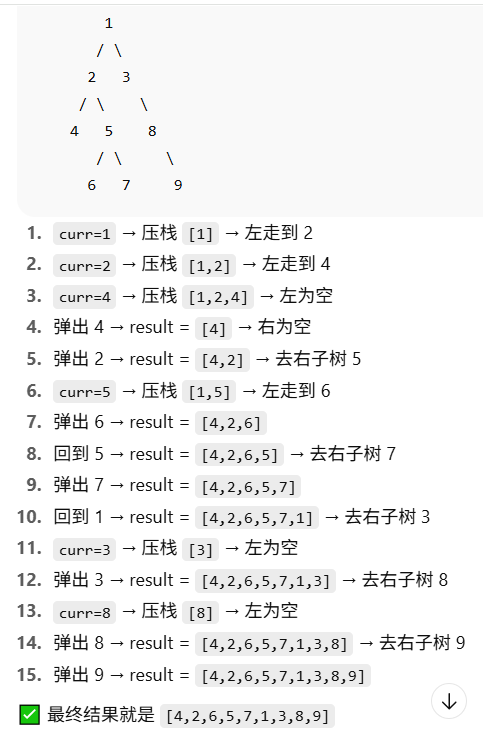 1
/ \
2 3
/ \ \
4 5 8
/ \ \
6 7 9
1. curr=1 → 压栈 [1] → 左走到 2
2. curr=2 → 压栈 [1,2] → 左走到 4
3. curr=4 → 压栈 [1,2,4] → 左为空
4. 弹出 4 → result = [4] → 右为空
5. 弹出 2 → result = [4,2] → 去右子树 5
6. curr=5 → 压栈 [1,5] → 左走到 6
7. 弹出 6 → result = [4,2,6]
8. 回到 5 → result = [4,2,6,5] → 去右子树 7
9. 弹出 7 → result = [4,2,6,5,7]
10. 回到 1 → result = [4,2,6,5,7,1] → 去右子树 3
11. curr=3 → 压栈 [3] → 左为空
12. 弹出 3 → result = [4,2,6,5,7,1,3] → 去右子树 8
13. curr=8 → 压栈 [8] → 左为空
14. 弹出 8 → result = [4,2,6,5,7,1,3,8] → 去右子树 9
15. 弹出 9 → result = [4,2,6,5,7,1,3,8,9]
✅ 最终结果就是 [4,2,6,5,7,1,3,8,9]